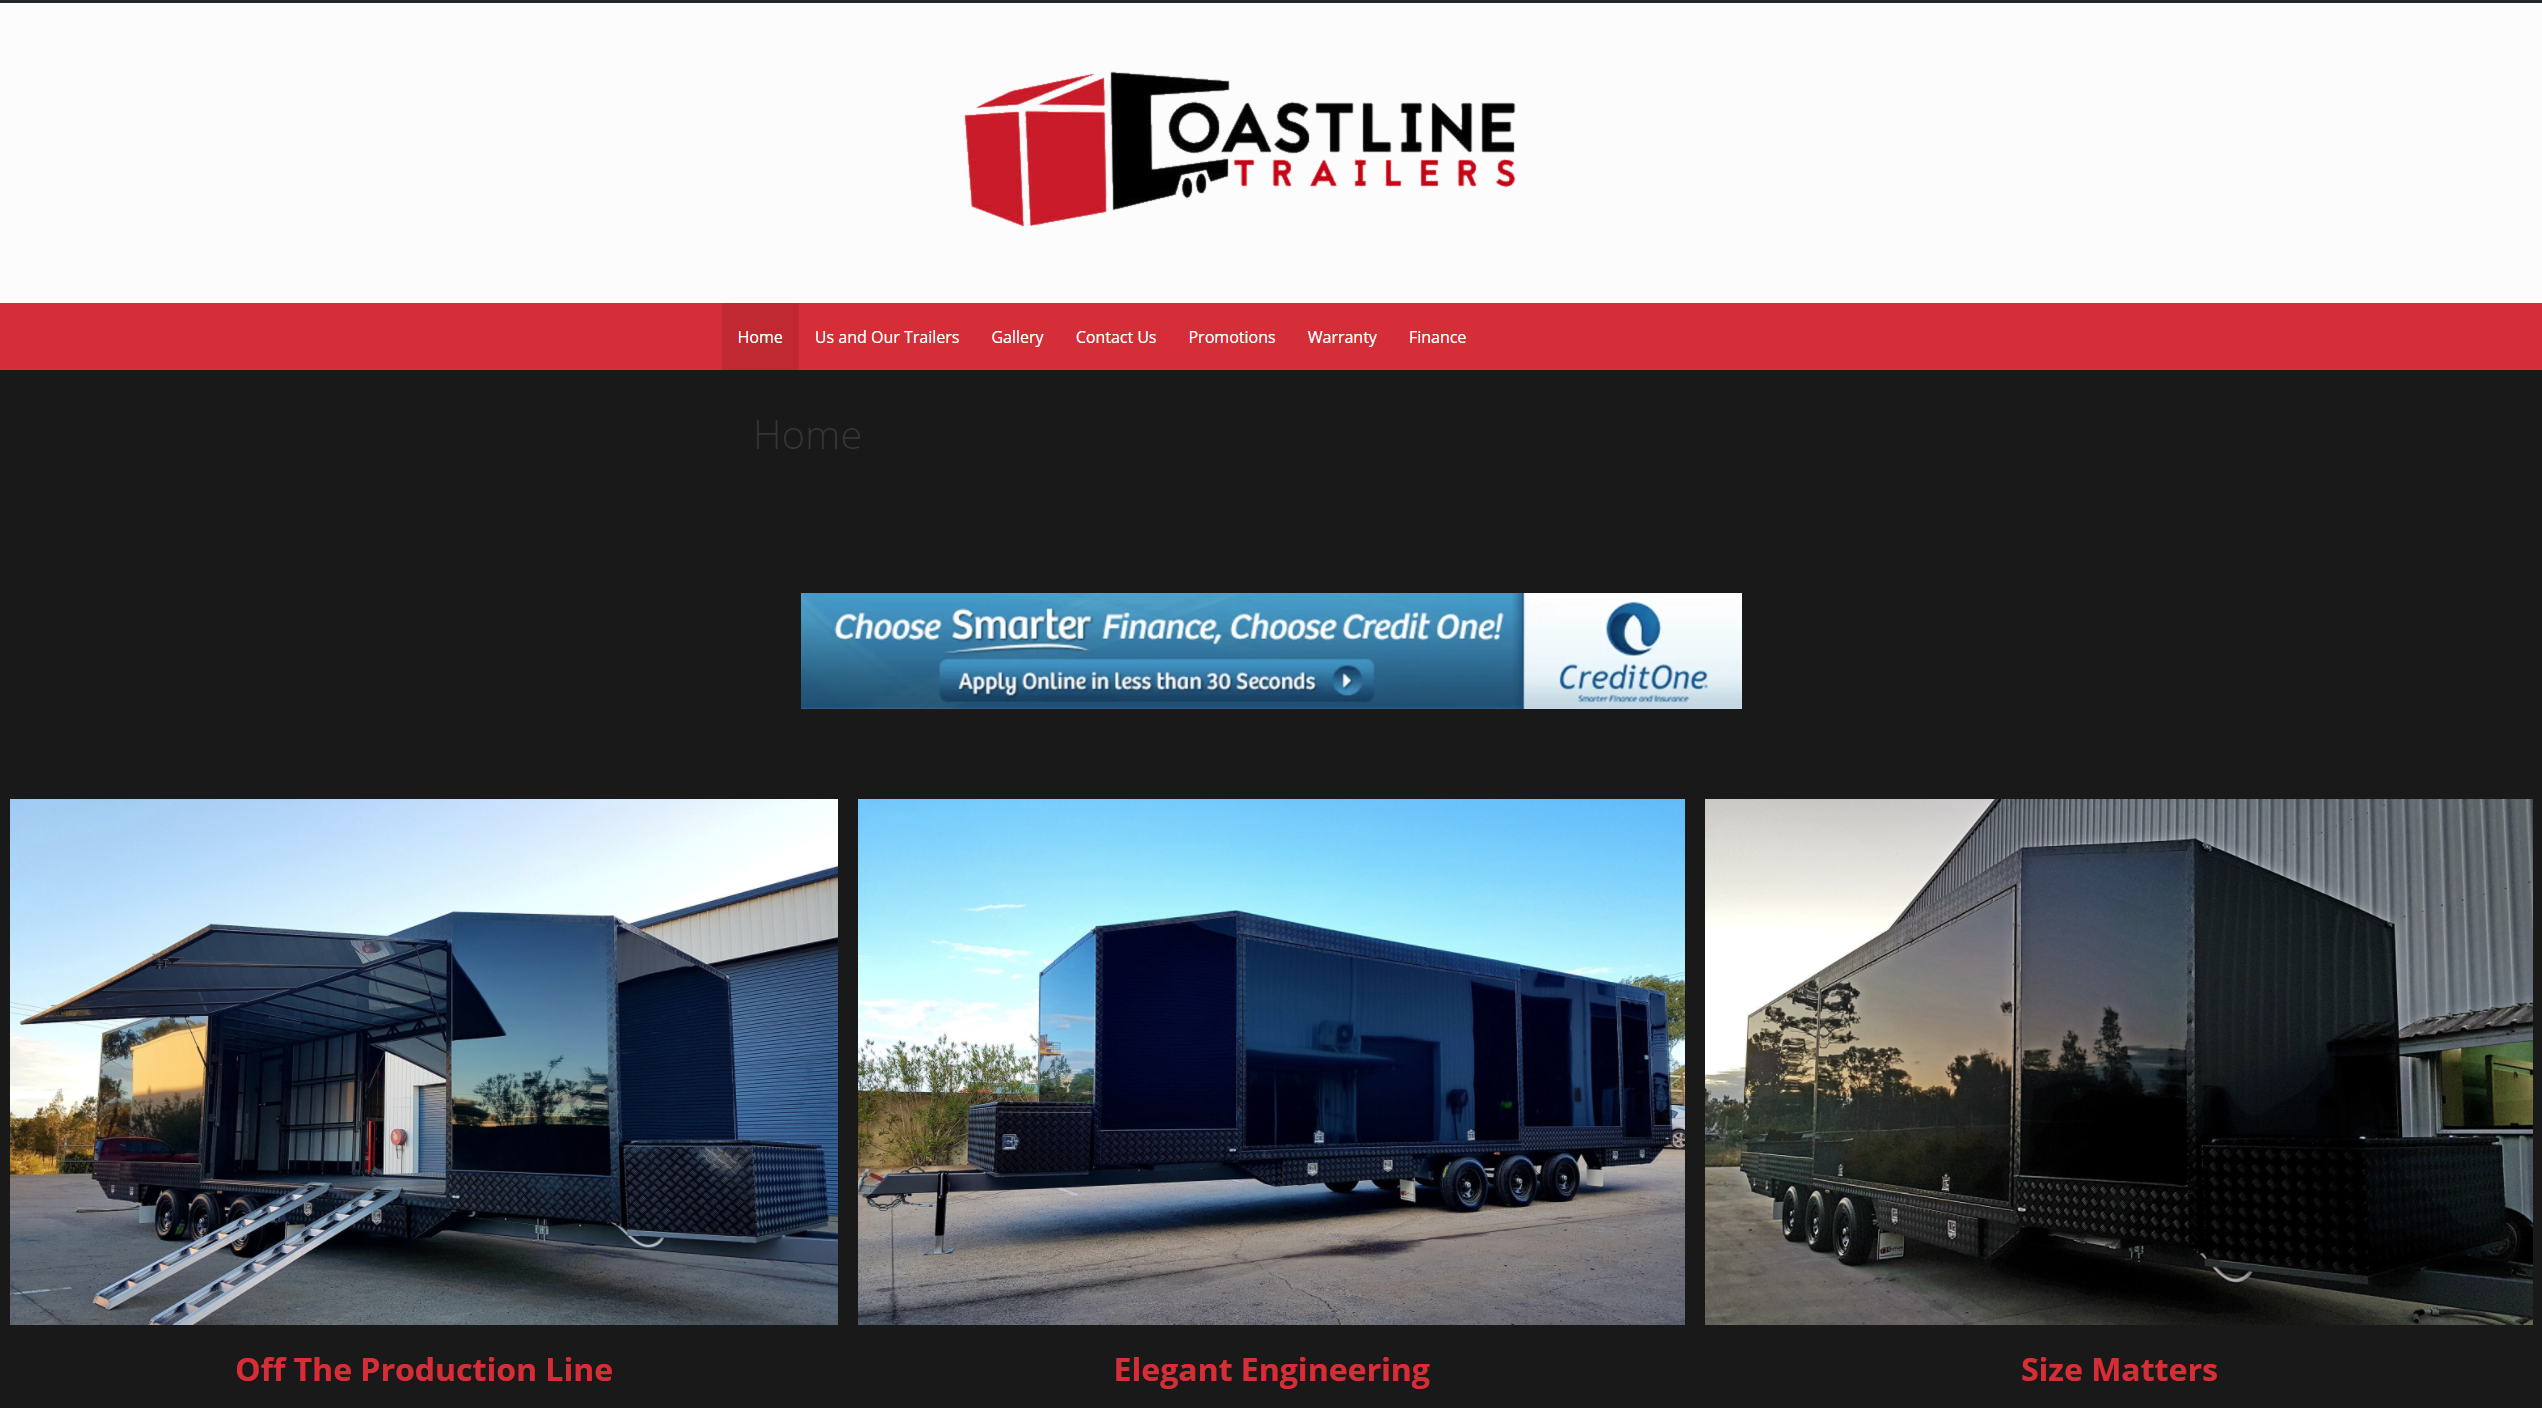 COASTLINE
TRAILERS
Home
Us and Our Trailers
Gallery
Contact Us
Promotions
Warranty
Finance
Home
Choose Smarter Finance, Choose Credit One!
Apply Online in less than 30 Seconds
CreditOne
Smarter Finance and Insurance
Off The Production Line
Elegant Engineering
Size Matters